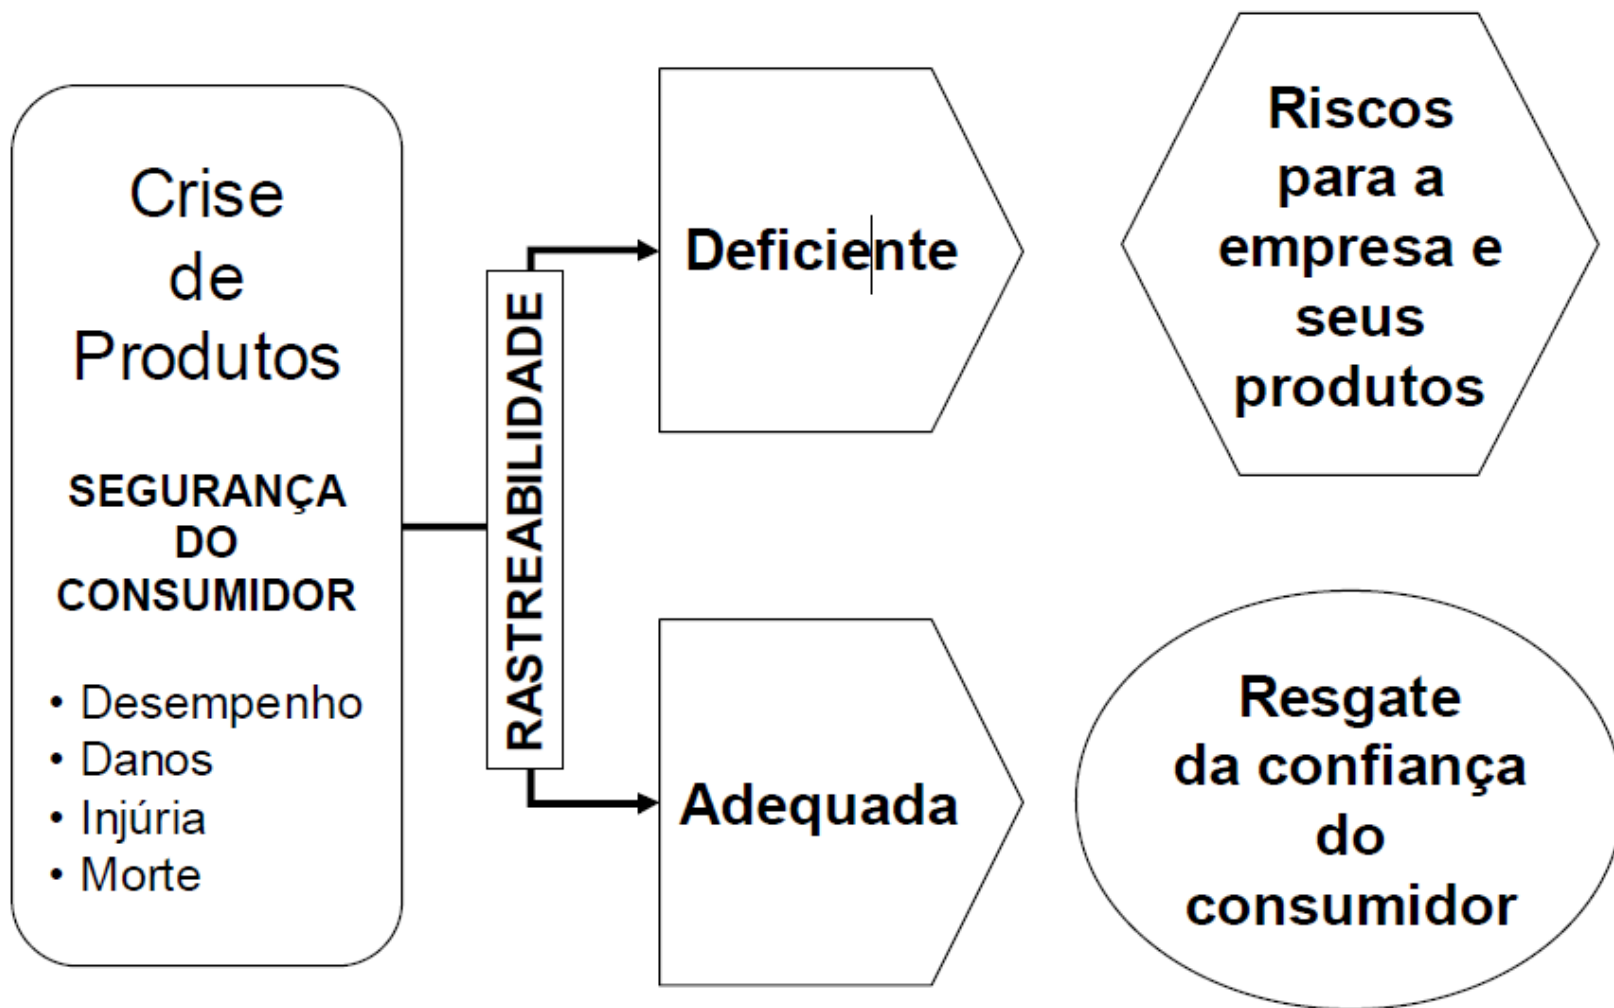 Crise
de
Produtos
SEGURANÇA
DO
CONSUMIDOR
• Desempenho
• Danos
• Injúria
• Morte
RASTREABILIDADE
Deficiente
Riscos
para a
empresa e
seus
produtos
Adequada
Resgate
da confiança
do
consumidor